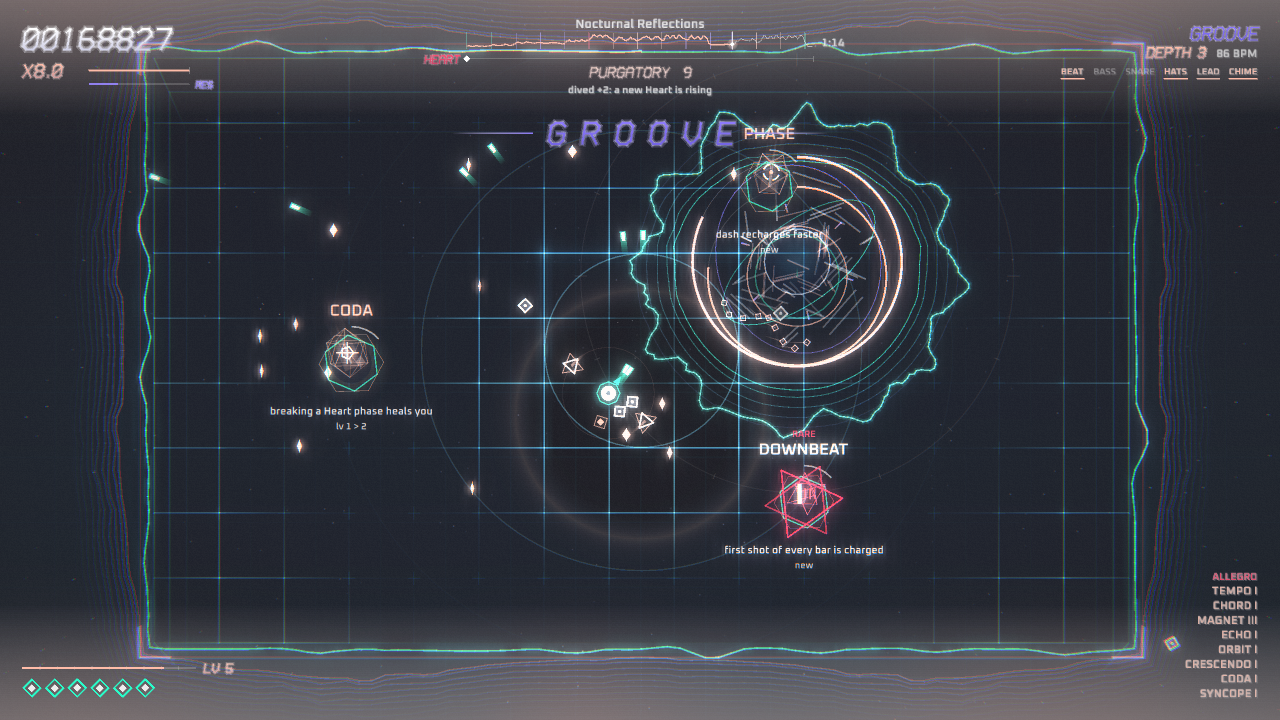 00168827
Nocturnal Reflections
GROOVE
1:14
HEART
DEPTH 3 86 BPM
X8.0
PURGATORY 9
BEAT BASS SNARE HATS LEAD CHIME
dived +2: a new Heart is rising
GROOVE
PHASE
dash recharges faster
new
CODA
breaking a Heart phase heals you
lv 1 > 2
RARE
DOWNBEAT
first shot of every bar is charged
new
ALLEGRO
TEMPO I
CHORD I
MAGNET III
ECHO I
ORBIT I
CRESCENDO I
CODA I
SYNCOPE I
LV 5